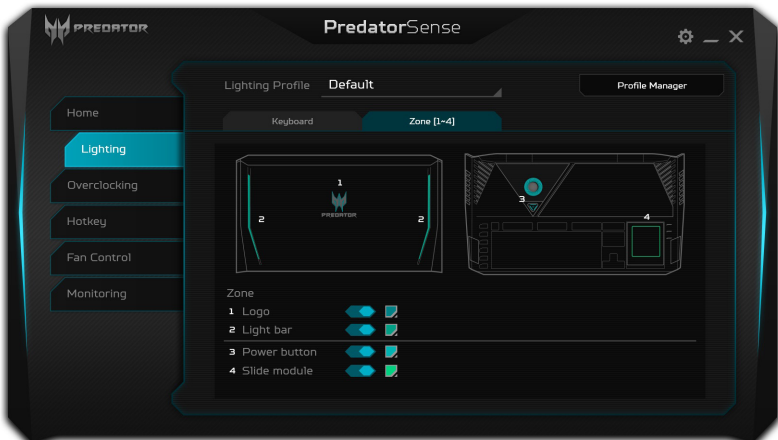 PREDATOR
PredatorSense
Lighting Profile Default
Profile Manager
Home
Lighting
Overclocking
Hotkey
Fan Control
Monitoring
Keyboard
Zone [1~4]
1
PREDATOR
2
2
3
4
Zone
1 Logo
2 Light bar
3 Power button
4 Slide module